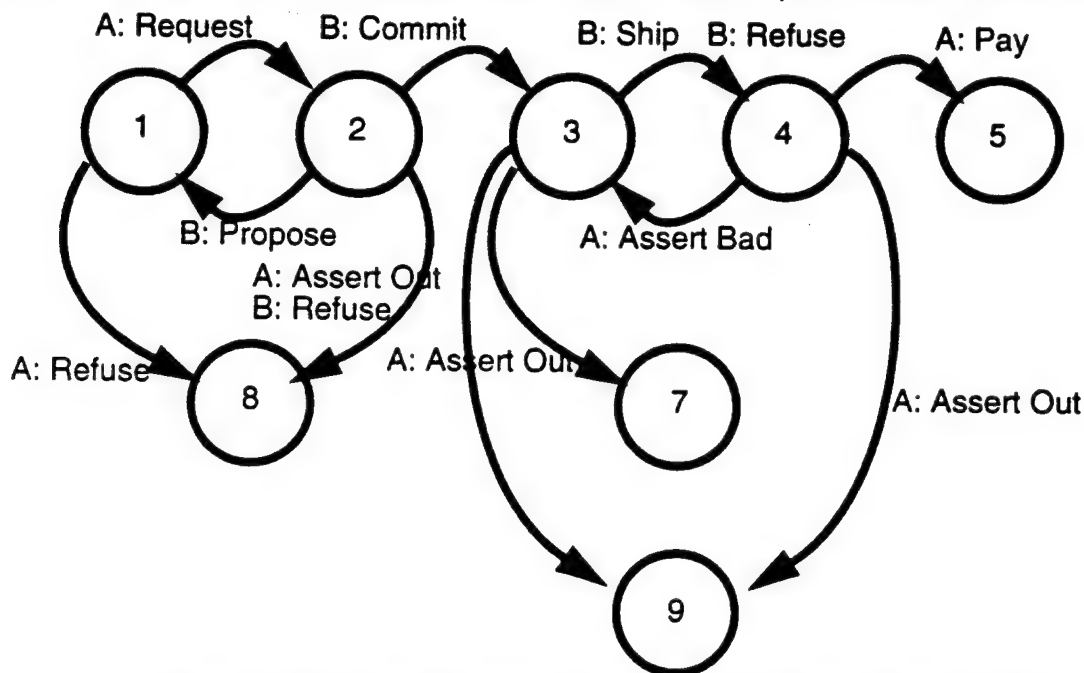 A: Request
B: Commit
B: Ship
B: Refuse
A: Pay
1
2
3
4
5
B: Propose
A: Assert Bad
A: Assert Out
B: Refuse
A: Refuse
A: Assert Out
8
7
A: Assert Out
9